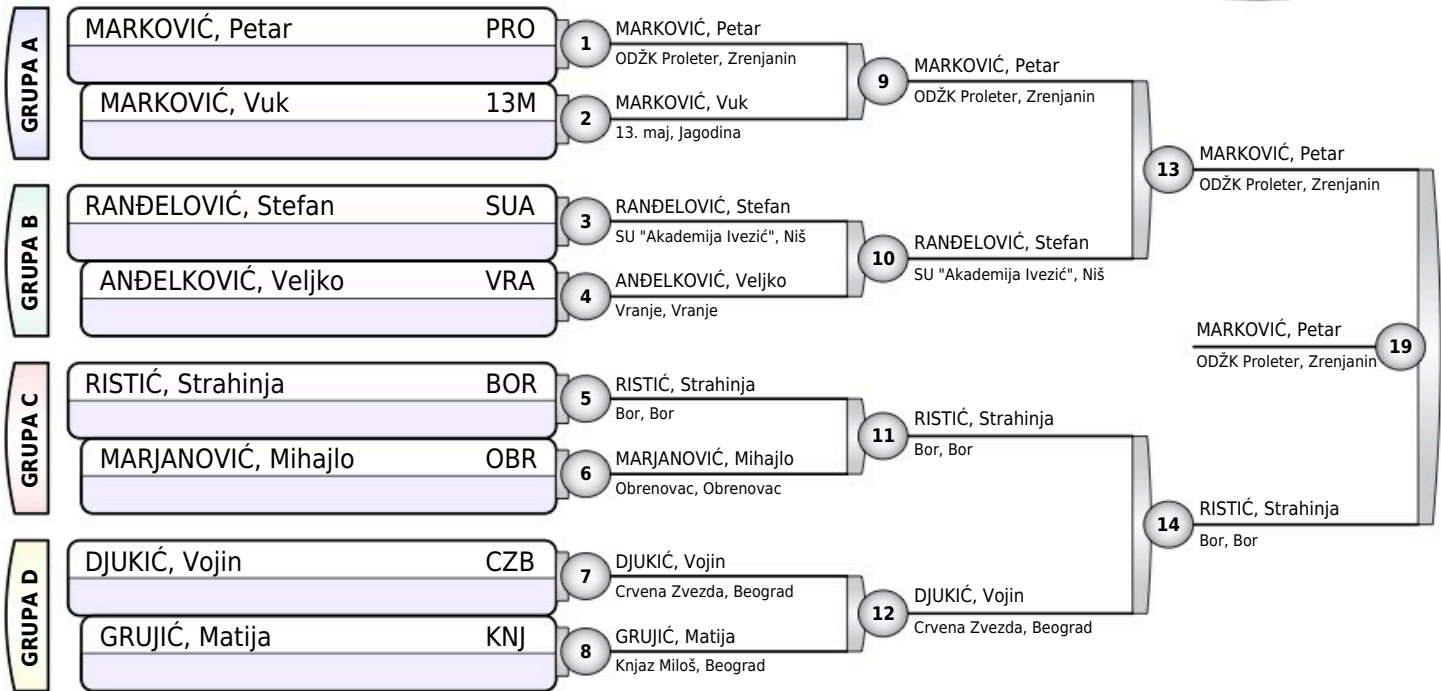 GRUPA A
MARKOVIĆ, Petar PRO
MARKOVIĆ, Vuk 13M
1
MARKOVIĆ, Petar
ODŽK Proleter, Zrenjanin
2
MARKOVIĆ, Vuk
13. maj, Jagodina
9
MARKOVIĆ, Petar
ODŽK Proleter, Zrenjanin
GRUPA B
RANĐELOVIĆ, Stefan SUA
ANĐELKOVIĆ, Veljko VRA
3
RANĐELOVIĆ, Stefan
SU "Akademija Ivezić", Niš
4
ANĐELKOVIĆ, Veljko
Vranje, Vranje
10
RANĐELOVIĆ, Stefan
SU "Akademija Ivezić", Niš
13
MARKOVIĆ, Petar
ODŽK Proleter, Zrenjanin
GRUPA C
RISTIĆ, Strahinja BOR
MARJANOVIĆ, Mihajlo OBR
5
RISTIĆ, Strahinja
Bor, Bor
6
MARJANOVIĆ, Mihajlo
Obrenovac, Obrenovac
11
RISTIĆ, Strahinja
Bor, Bor
GRUPA D
DJUKIĆ, Vojin CZB
GRUJIĆ, Matija KNJ
7
DJUKIĆ, Vojin
Crvena Zvezda, Beograd
8
GRUJIĆ, Matija
Knjaz Miloš, Beograd
12
DJUKIĆ, Vojin
Crvena Zvezda, Beograd
14
RISTIĆ, Strahinja
Bor, Bor
MARKOVIĆ, Petar
ODŽK Proleter, Zrenjanin
19